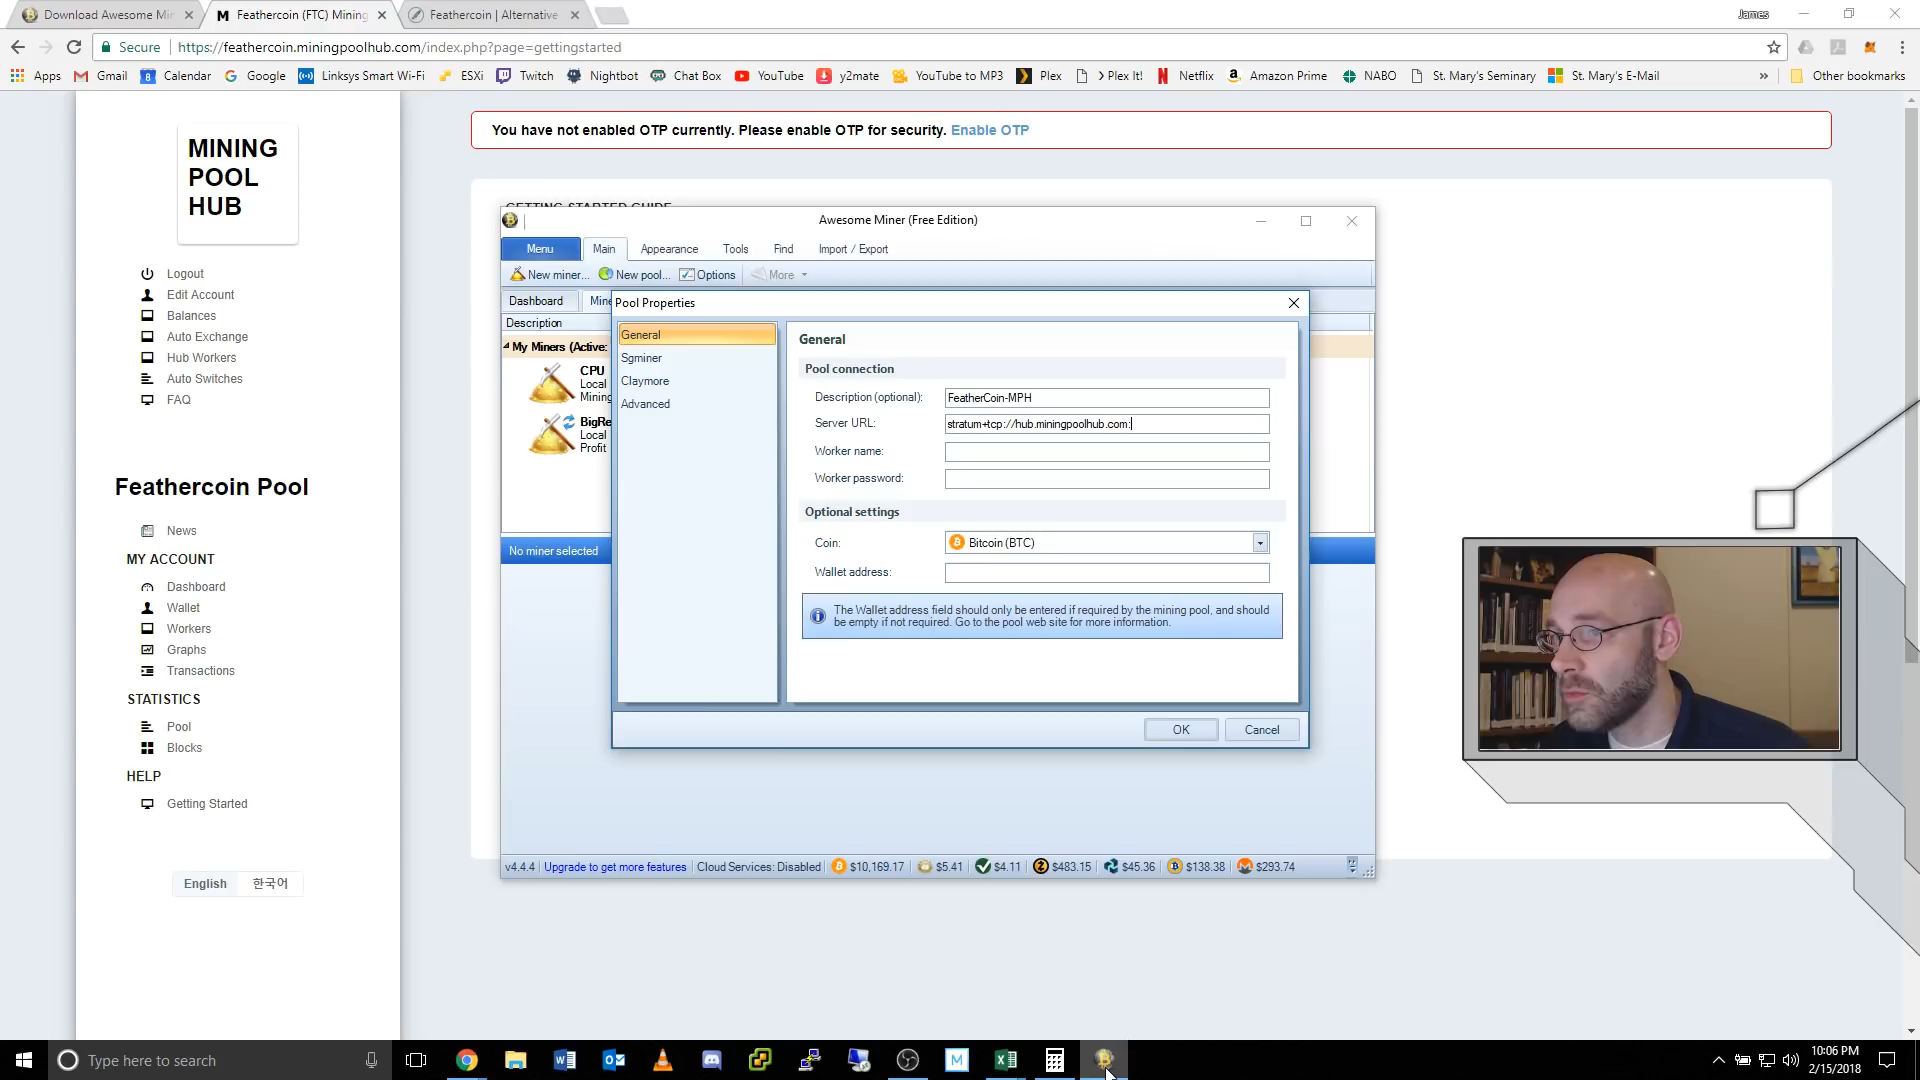 Download Awesome Mi
Feathercoin (FTC) Mining
Feathercoin | Alternative
James
Secure
https://feathercoin.miningpoolhub.com/index.php?page=gettingstarted
Apps
Gmail
Calendar
Google
Linksys Smart Wi-Fi
ESXi
Twitch
Nightbot
Chat Box
YouTube
y2mate
YouTube to MP3
Plex
> Plex It!
Netflix
Amazon Prime
NABO
St. Mary's Seminary
St. Mary's E-Mail
»
Other bookmarks
MINING
POOL
HUB
Logout
Edit Account
Balances
Auto Exchange
Hub Workers
Auto Switches
FAQ
Feathercoin Pool
News
MY ACCOUNT
Dashboard
Wallet
Workers
Graphs
Transactions
STATISTICS
Pool
Blocks
HELP
Getting Started
English
한국어
You have not enabled OTP currently. Please enable OTP for security. Enable OTP
GETTING STARTED GUIDE
Awesome Miner (Free Edition)
Menu
Main
Appearance
Tools
Find
Import / Export
New miner...
New pool...
Options
More
Dashboard
Mine
Description
My Miners (Active:
CPU
Local
Mining
BigRe
Local
Profit
No miner selected
Pool Properties
General
Sgminer
Claymore
Advanced
General
Pool connection
Description (optional):
FeatherCoin-MPH
Server URL:
stratum+tcp://hub.miningpoolhub.com:
Worker name:
Worker password:
Optional settings
Coin:
Bitcoin (BTC)
Wallet address:
The Wallet address field should only be entered if required by the mining pool, and should
be empty if not required. Go to the pool web site for more information.
OK
Cancel
v4.4.4
Upgrade to get more features
Cloud Services: Disabled
$10,169.17
$5.41
$4.11
$483.15
$45.36
$138.38
$293.74
Type here to search
10:06 PM
2/15/2018